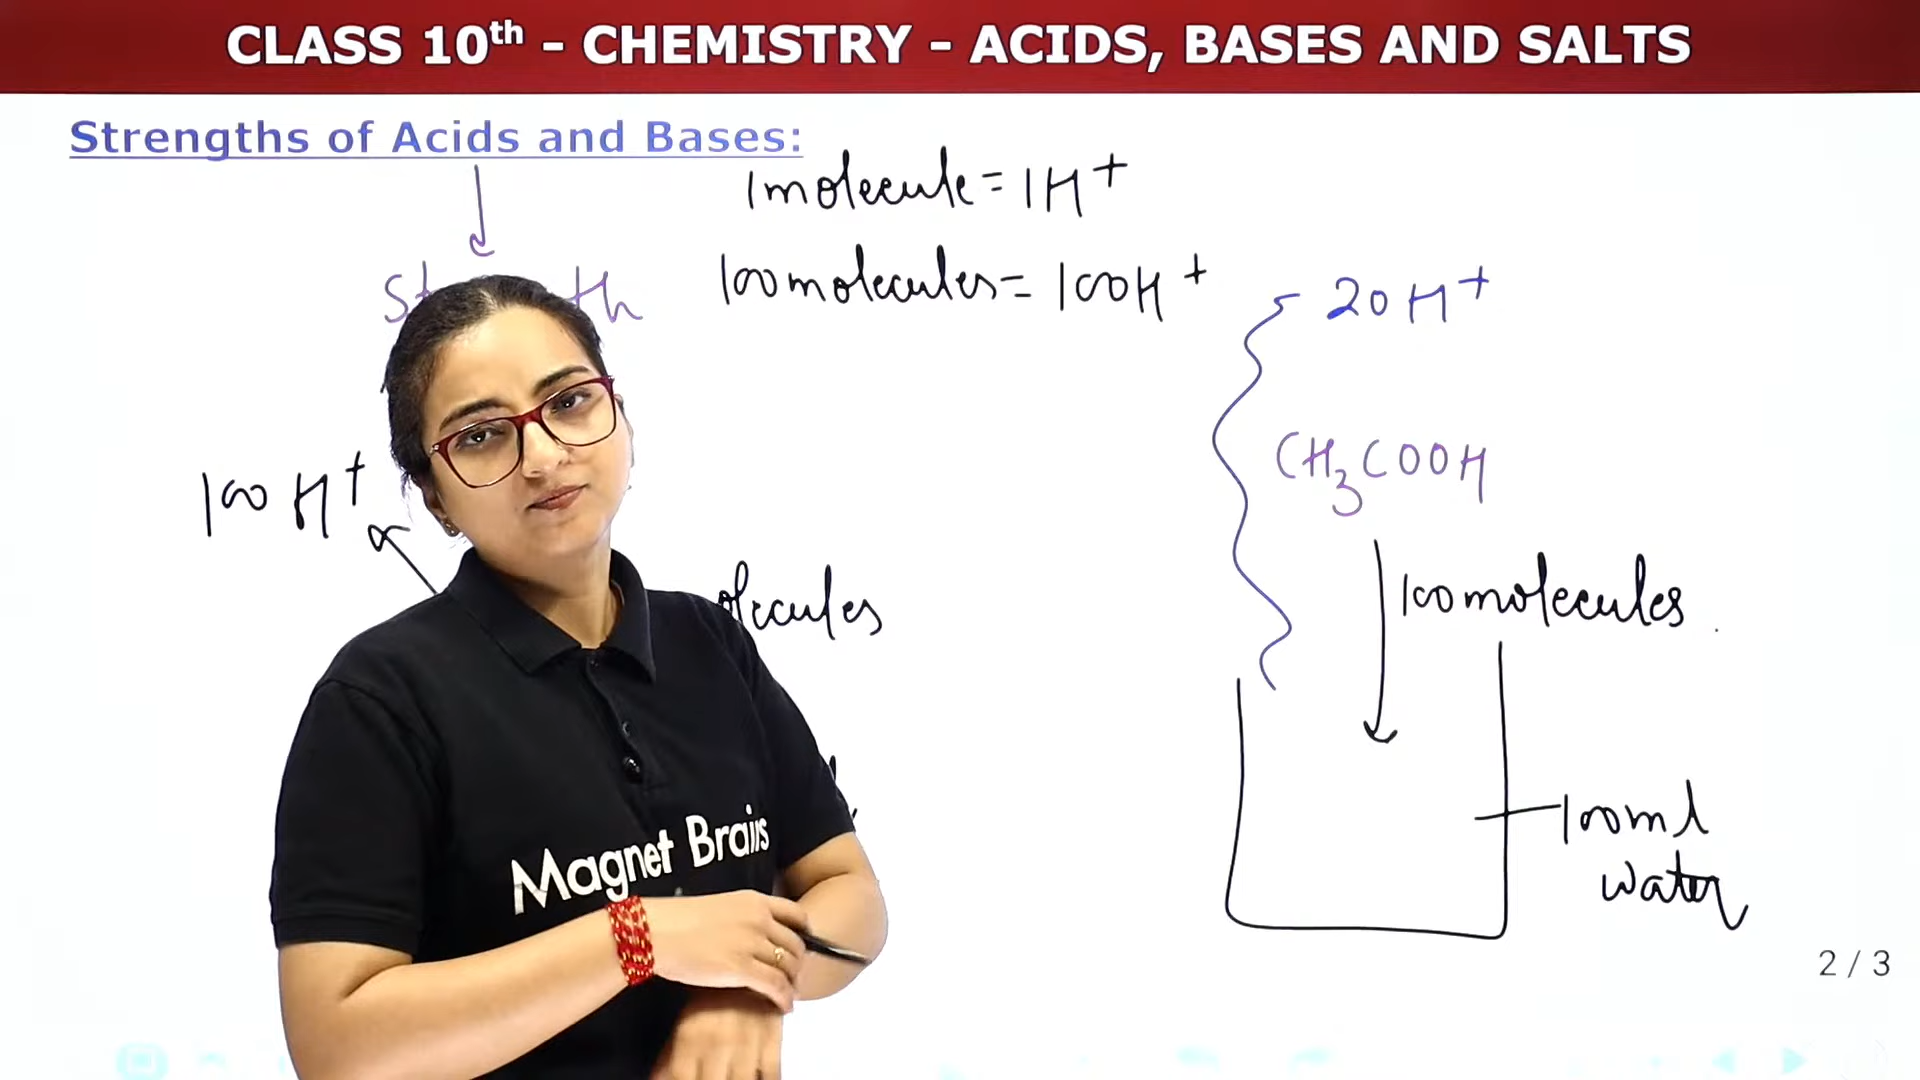 CLASS 10th - CHEMISTRY - ACIDS, BASES AND SALTS
Strengths of Acids and Bases:
1molecule = 1H+
100molecules = 100H+
20H+
100 H+
CH3COOH
100molecules
100ml
water
Magnet Brains
2 / 3